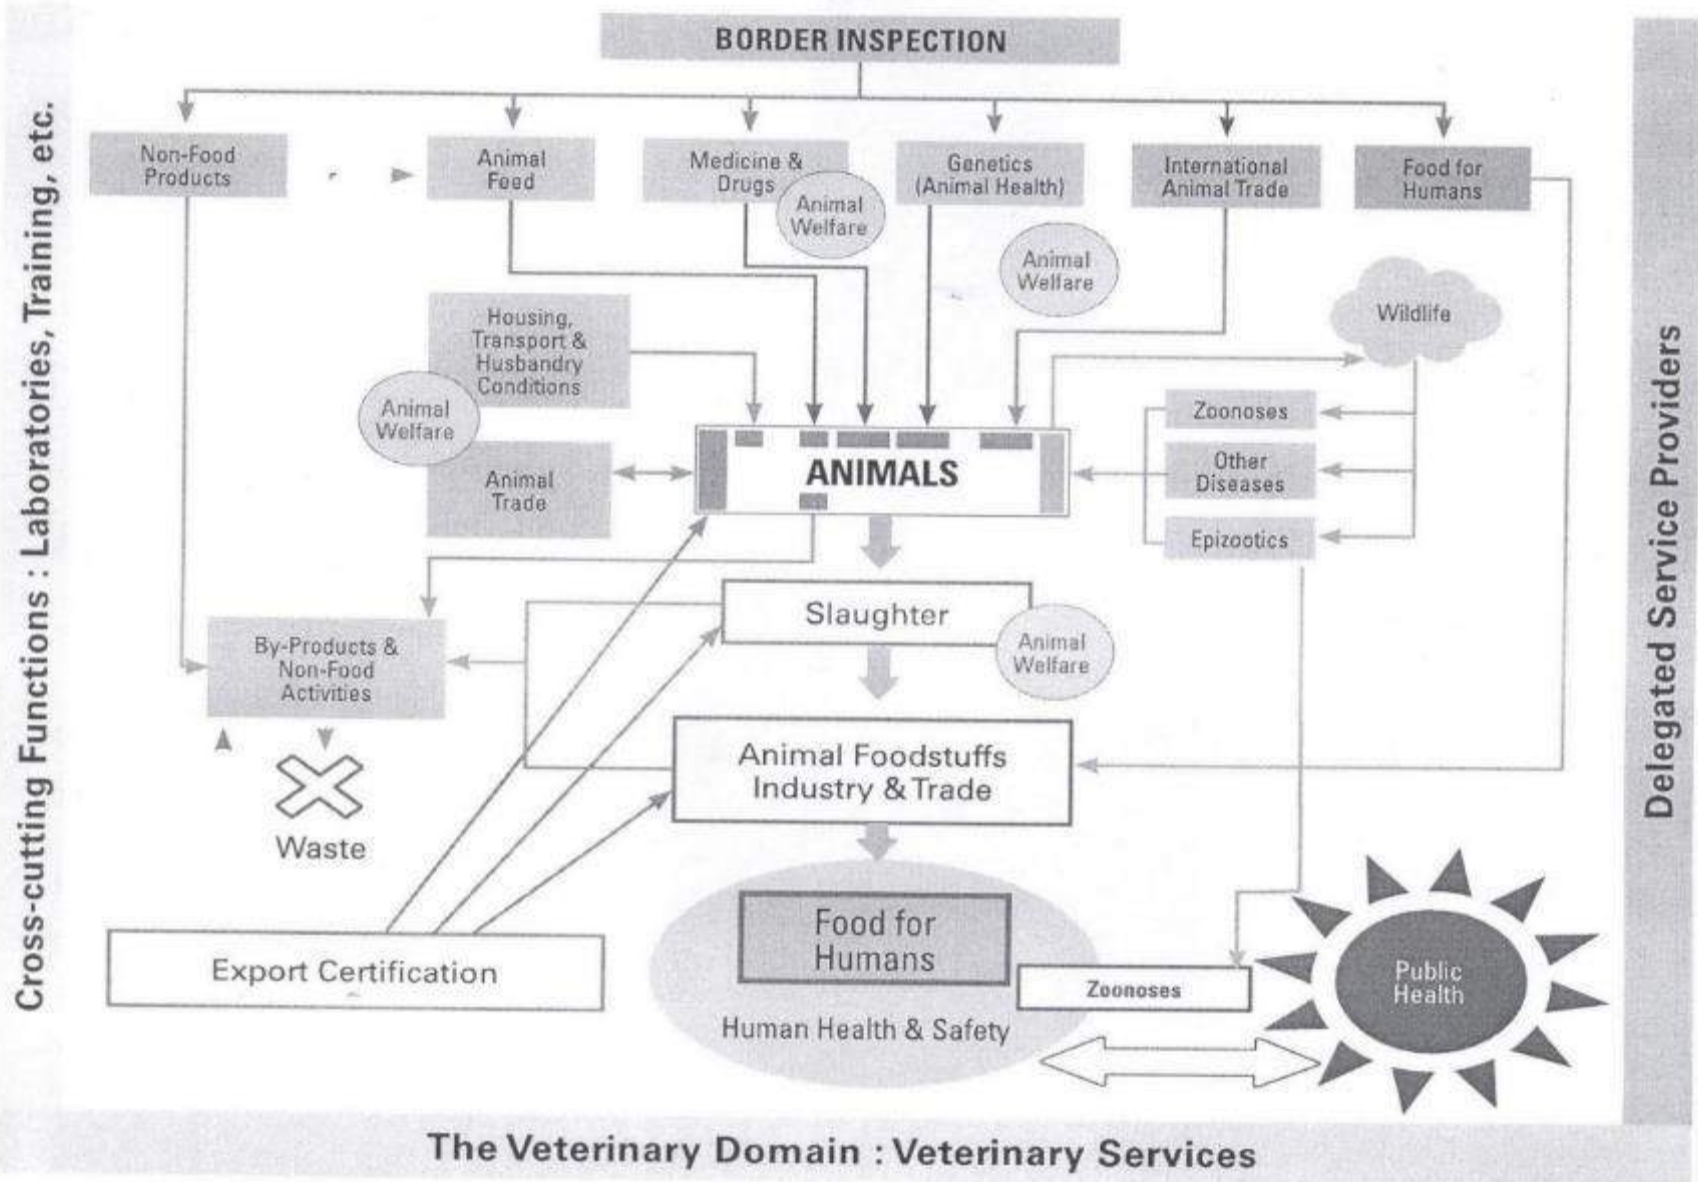 BORDER INSPECTION
Non-Food
Products
Animal
Feed
Medicine &
Drugs
Animal
Welfare
Genetics
(Animal Health)
International
Animal Trade
Food for
Humans
Animal
Welfare
Wildlife
Housing,
Transport &
Husbandry
Conditions
Animal
Welfare
Animal
Trade
ANIMALS
Zoonoses
Other
Diseases
Epizootics
Slaughter
Animal
Welfare
By-Products &
Non-Food
Activities
Waste
Animal Foodstuffs
Industry & Trade
Export Certification
Food for
Humans
Human Health & Safety
Zoonoses
Public
Health
Cross-cutting Functions : Laboratories, Training, etc.
Delegated Service Providers
The Veterinary Domain : Veterinary Services